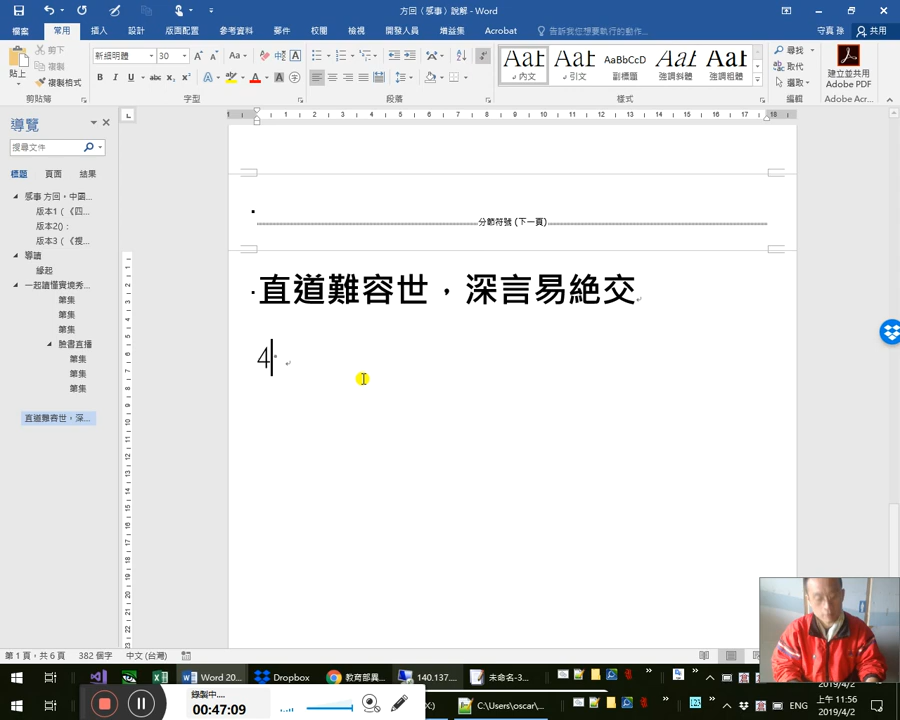 方回（感事）說解 - Word
檔案 常用 插入 設計 版面配置 參考資料 郵件 校閱 檢視 開發人員 增益集 Acrobat 告訴我您想要執行的動作... 守真 孫 共用
貼上 剪下 複製 複製格式
新細明體 30
AaBbCcD
內文 引文 副標題 強調斜體 強調粗體
尋找 取代 選取
建立並共用 Adobe PDF
剪貼簿 字型 段落 樣式 編輯 Adobe Acr...
導覽
搜尋文件
標題 頁面 結果
感事 方回，中國...
版本1（《四...
版本2():
版本3（《搜...
導讀
緣起
一起讀懂實境秀...
第集
第集
第集
臉書直播
第集
第集
第集
直道難容世，深...
分節符號 (下一頁)
直道難容世，深言易絶交
4
第 1 頁，共 6 頁 382 個字 中文 (台灣)
Word 20... Dropbox 教育部異... 140.137.... 未命名-3...
錄製中...
00:47:09
(X:) C:\Users\oscar\...
2019/4/2
ENG 上午 11:56
2019/4/2